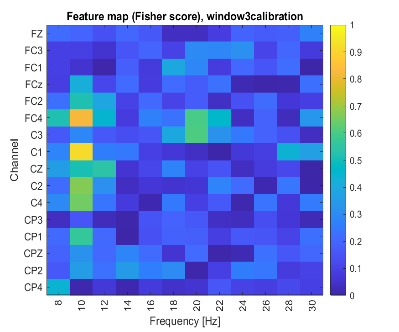 Feature map (Fisher score), window3calibration
Channel
FZ
FC3
FC1
FCz
FC2
FC4
C3
C1
CZ
C2
C4
CP3
CP1
CPZ
CP2
CP4
8 10 12 14 16 18 20 22 24 26 28 30
Frequency [Hz]
1
0.9
0.8
0.7
0.6
0.5
0.4
0.3
0.2
0.1
0